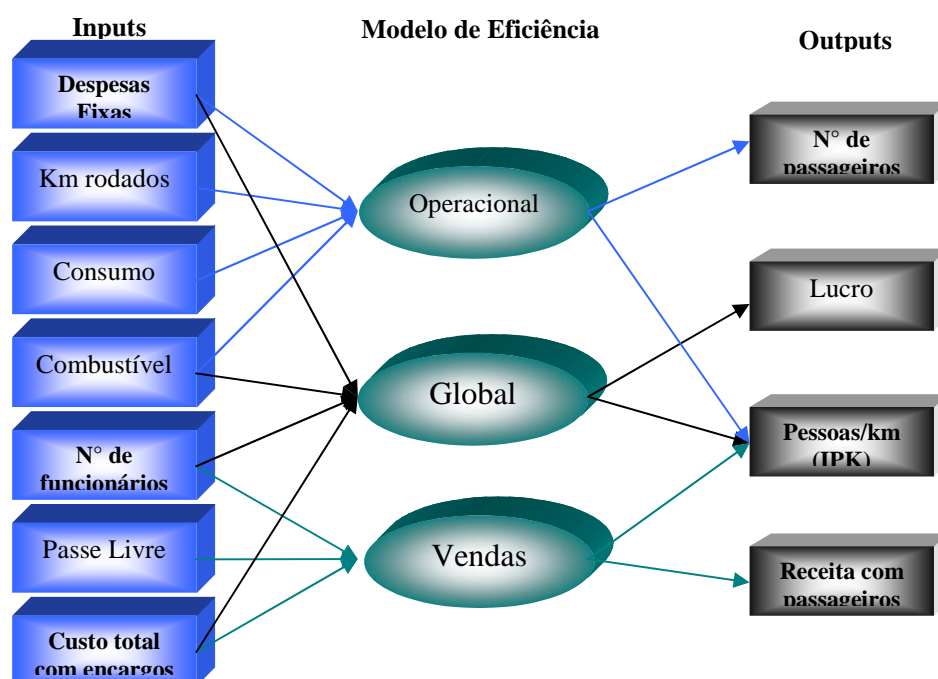 Inputs
Modelo de Eficiência
Outputs
Despesas
Fixas
Km rodados
Consumo
Combustível
N° de
funcionários
Passe Livre
Custo total
com encargos
Operacional
Global
Vendas
N° de
passageiros
Lucro
Pessoas/km
(IPK)
Receita com
passageiros